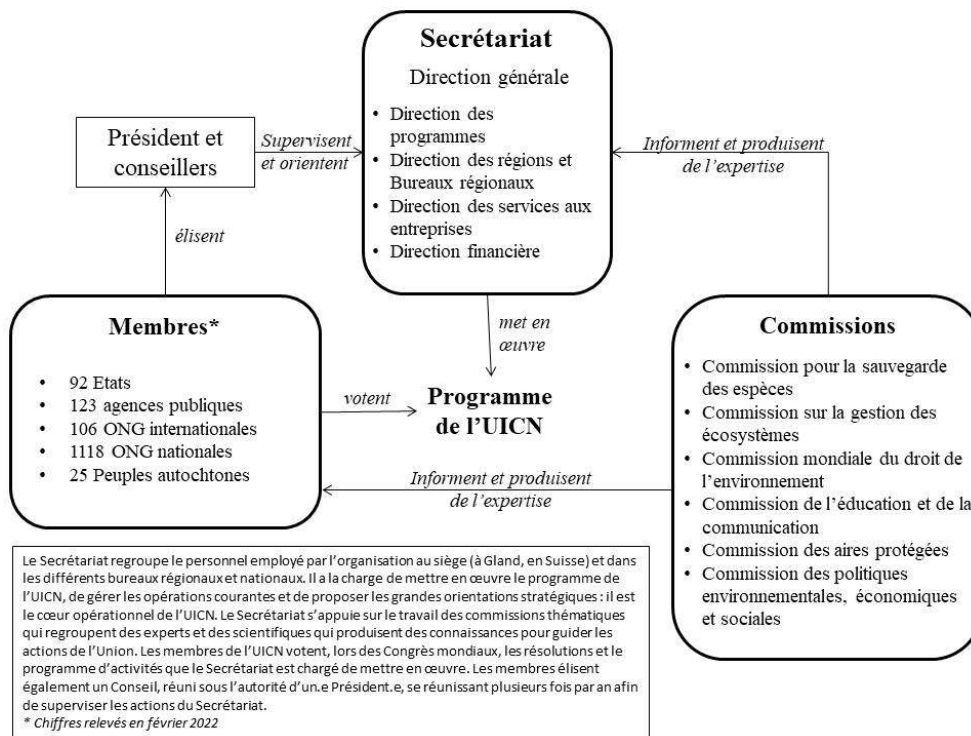 Secrétariat
Direction générale
• Direction des
programmes
• Direction des régions et
Bureaux régionaux
• Direction des services aux
entreprises
• Direction financière
Président et
conseillers
Supervisent
et orientent
Informent et produisent
de l'expertise
élisent
Membres*
• 92 Etats
• 123 agences publiques
• 106 ONG internationales
• 1118 ONG nationales
• 25 Peuples autochtones
met en
œuvre
votent
Programme
de l'UICN
Commissions
• Commission pour la sauvegarde
des espèces
• Commission sur la gestion des
écosystèmes
• Commission mondiale du droit de
l'environnement
• Commission de l'éducation et de la
communication
• Commission des aires protégées
• Commission des politiques
environnementales, économiques
et sociales
Informent et produisent
de l'expertise
Le Secrétariat regroupe le personnel employé par l'organisation au siège (à Gland, en Suisse) et dans
les différents bureaux régionaux et nationaux. Il a la charge de mettre en œuvre le programme de
l'UICN, de gérer les opérations courantes et de proposer les grandes orientations stratégiques : il est
le cœur opérationnel de l'UICN. Le Secrétariat s'appuie sur le travail des commissions thématiques
qui regroupent des experts et des scientifiques qui produisent des connaissances pour guider les
actions de l'Union. Les membres de l'UICN votent, lors des Congrès mondiaux, les résolutions et le
programme d'activités que le Secrétariat est chargé de mettre en œuvre. Les membres élisent
également un Conseil, réuni sous l'autorité d'un.e Président.e, se réunissant plusieurs fois par an afin
de superviser les actions du Secrétariat.
* Chiffres relevés en février 2022